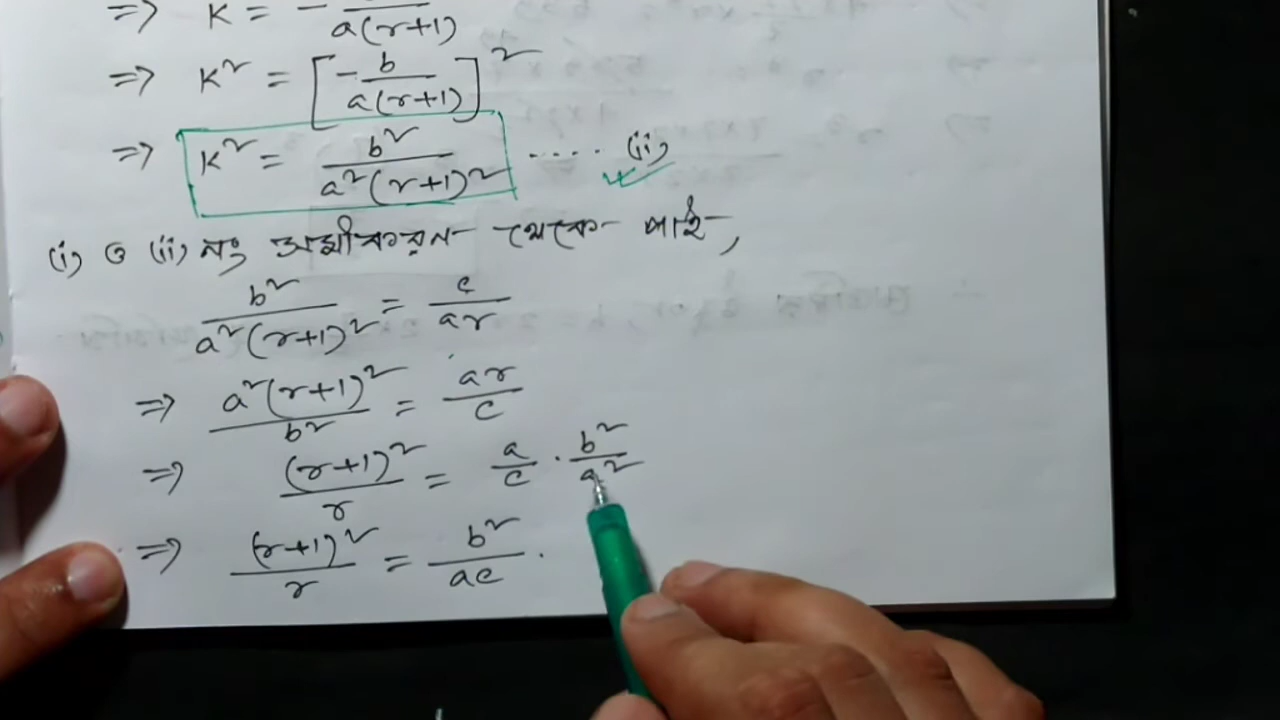 => K = - / a(r+1)
=> K² = [-b/a(r+1)]²
=> K² = b²/a²(r+1)² ..... (ii)
(i) ও (ii) নং সমীকরন থেকে পাই,
b²/a²(r+1)² = c/ar
=> a²(r+1)²/b² = ar/c
=> (r+1)²/r = a/c · b²/a²
=> (r+1)²/r = b²/ac .